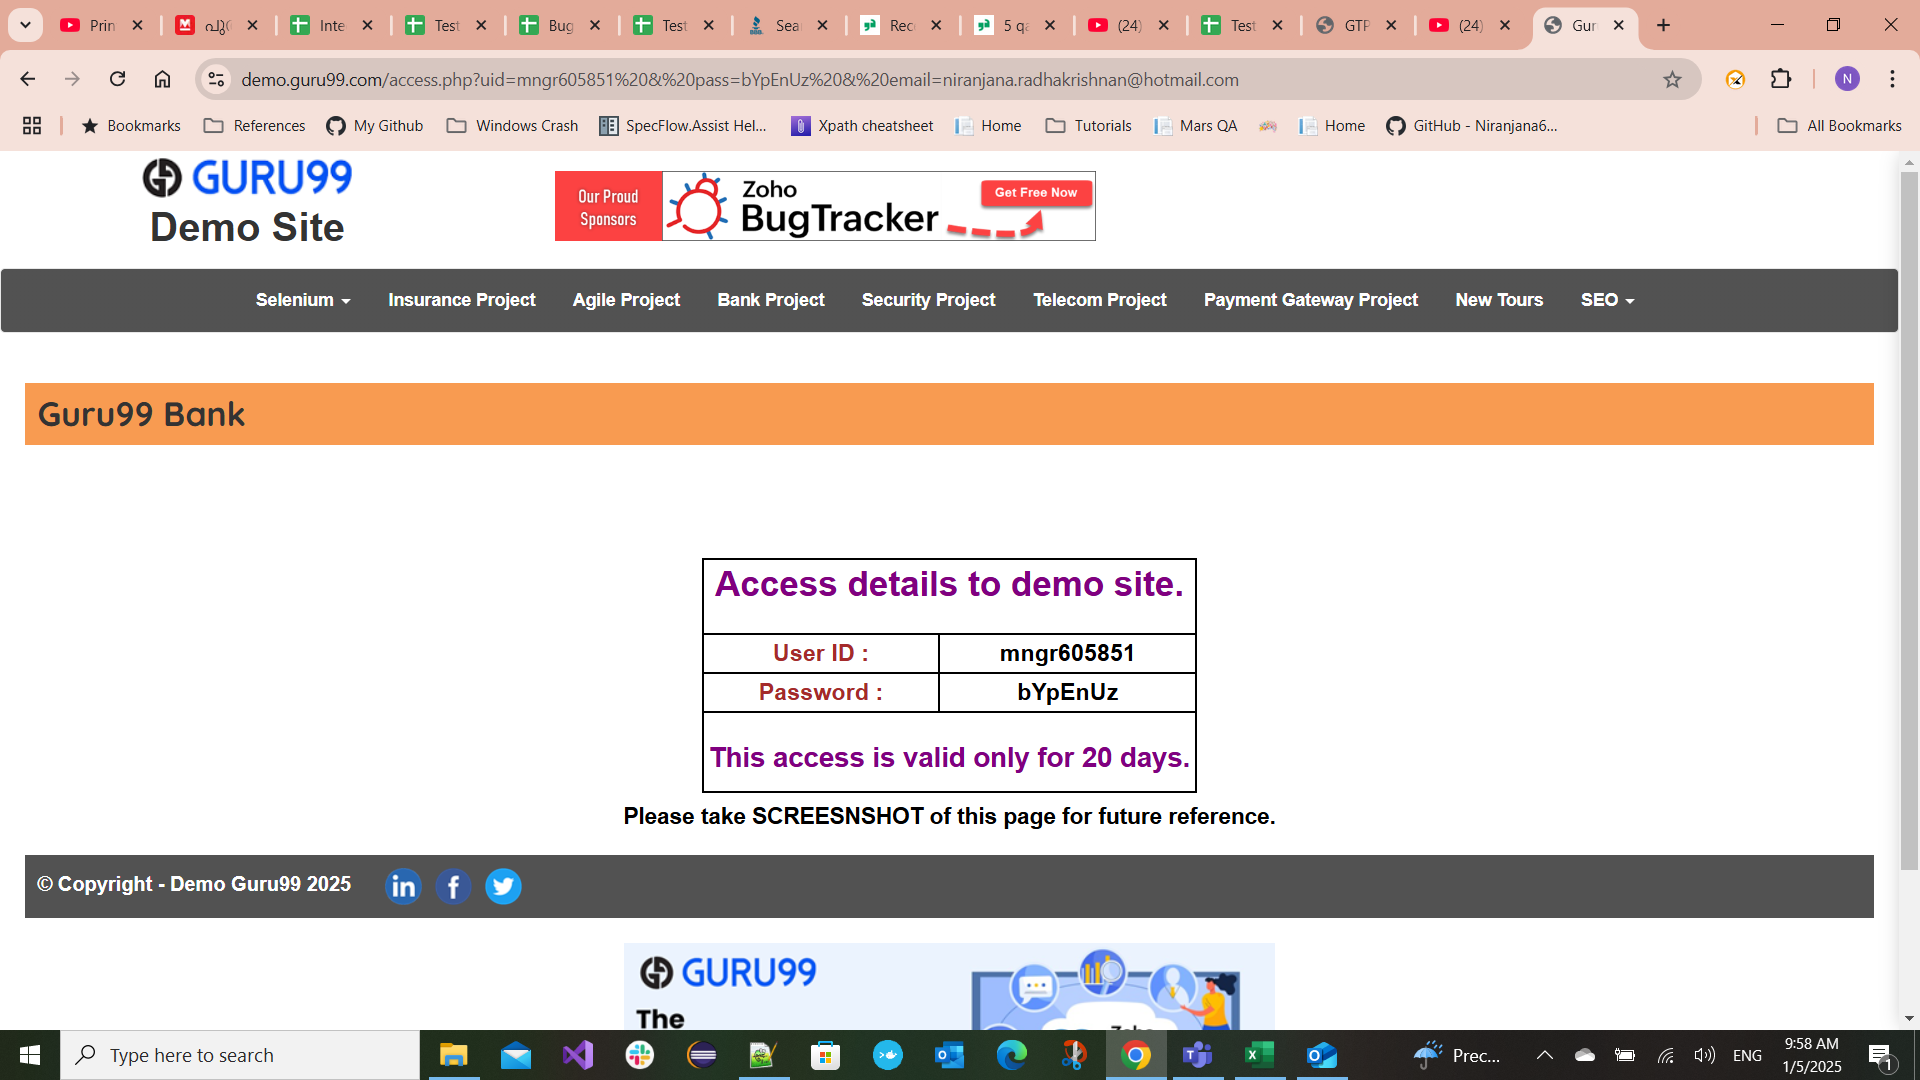 Prin
പുറ
Inte
Test
Bug
Test
Sea
Rec
5 qa
(24)
Test
GTP
(24)
Gur
demo.guru99.com/access.php?uid=mngr605851%20&%20pass=bYpEnUz%20&%20email=niranjana.radhakrishnan@hotmail.com
N
Bookmarks
References
My Github
Windows Crash
SpecFlow.Assist Hel...
Xpath cheatsheet
Home
Tutorials
Mars QA
Home
GitHub - Niranjana6...
All Bookmarks
GURU99
Demo Site
Our Proud
Sponsors
Zoho
BugTracker
Get Free Now
Selenium
Insurance Project
Agile Project
Bank Project
Security Project
Telecom Project
Payment Gateway Project
New Tours
SEO
Guru99 Bank
Access details to demo site.
User ID :
mngr605851
Password :
bYpEnUz
This access is valid only for 20 days.
Please take SCREESNSHOT of this page for future reference.
© Copyright - Demo Guru99 2025
GURU99
The
Zoho
Type here to search
Prec...
ENG
9:58 AM
1/5/2025
1